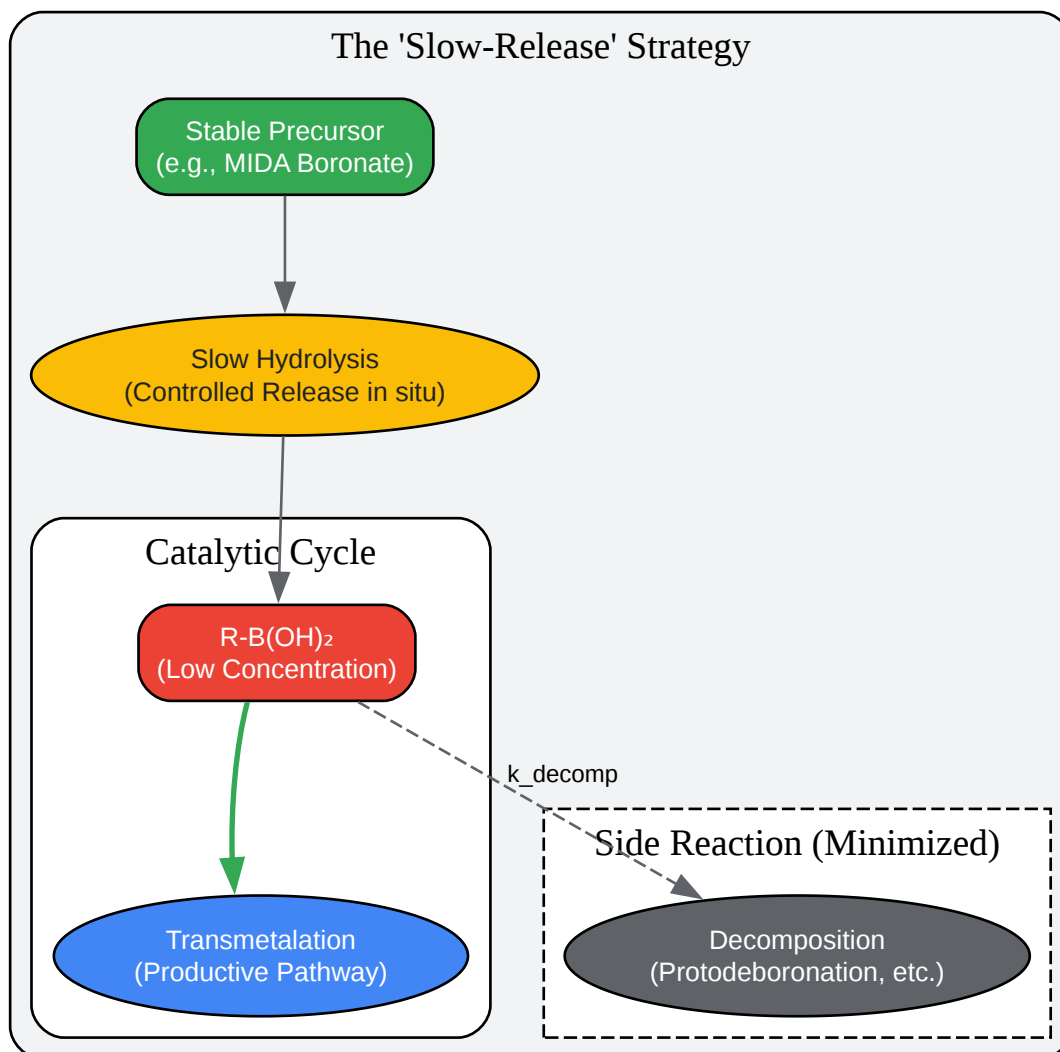 The 'Slow-Release' Strategy
Stable Precursor
(e.g., MIDA Boronate)
Slow Hydrolysis
(Controlled Release in situ)
Catalytic Cycle
R-B(OH)₂
(Low Concentration)
k_decomp
Side Reaction (Minimized)
Transmetalation
(Productive Pathway)
Decomposition
(Protodeboronation, etc.)